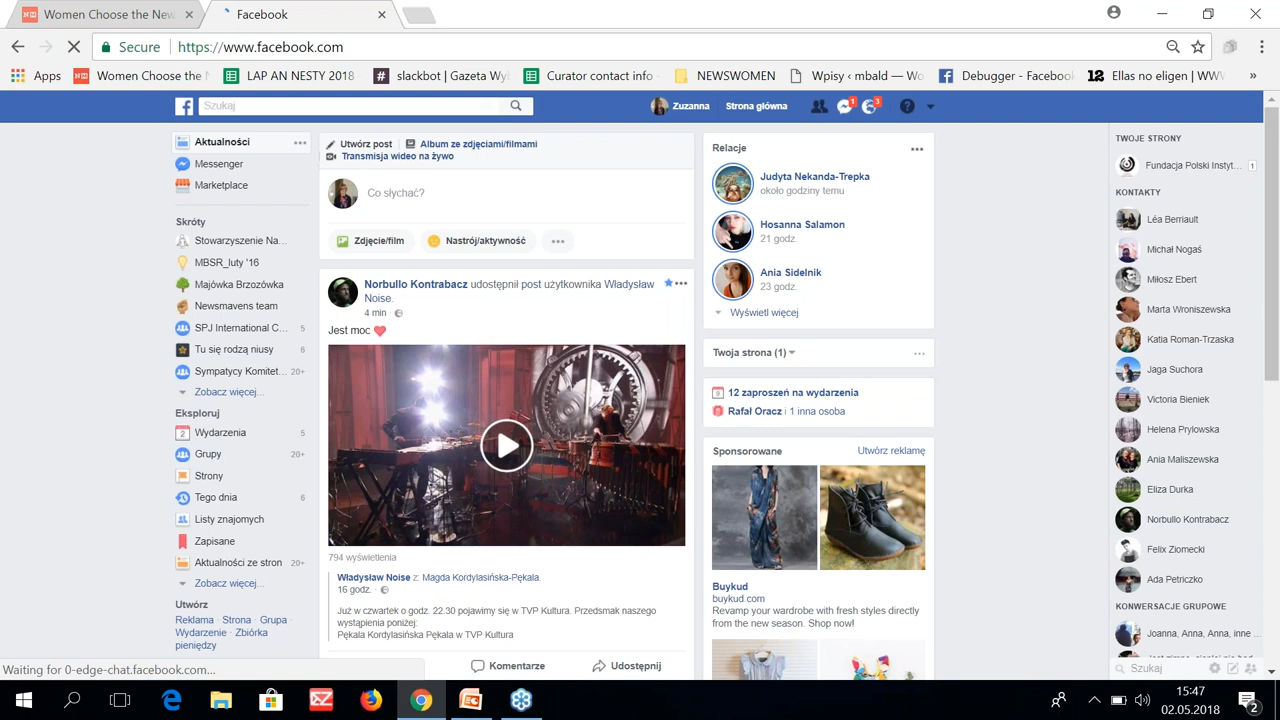 Women Choose the New
Facebook
Secure
https://www.facebook.com
Apps
Women Choose the
LAP AN NESTY 2018
slackbot | Gazeta Wy
Curator contact info -
NEWSWOMEN
Wpisy ‹ mbald — Wo
Debugger - Facebook
Ellas no eligen | WW
»
Szukaj
Zuzanna
Strona główna
1
3
Aktualności
Messenger
Marketplace
Skróty
Stowarzyszenie Na...
MBSR_luty '16
Majówka Brzozówka
Newsmavens team
SPJ International C... 5
Tu się rodzą niusy 6
Sympatycy Komitet... 20+
Zobacz więcej...
Eksploruj
Wydarzenia 5
Grupy 20+
Strony
Tego dnia 6
Listy znajomych
Zapisane
Aktualności ze stron 20+
Zobacz więcej...
Utwórz
Reklama · Strona · Grupa ·
Wydarzenie · Zbiórka
pieniędzy
Waiting for 0-edge-chat.facebook.com...
Utwórz post
Album ze zdjęciami/filmami
Transmisja wideo na żywo
Co słychać?
Zdjęcie/film
Nastrój/aktywność
Norbullo Kontrabacz udostępnił post użytkownika Władysław
Noise.
4 min ·
Jest moc
794 wyświetlenia
Władysław Noise z: Magda Kordylasińska-Pękala.
16 godz. ·
Już w czwartek o godz. 22.30 pojawimy się w TVP Kultura. Przedsmak naszego
wystąpienia poniżej:
Pękala Kordylasińska Pękala w TVP Kultura
Komentarze
Udostępnij
Relacje
Judyta Nekanda-Trepka
około godziny temu
Hosanna Salamon
21 godz.
Ania Sidelnik
23 godz.
Wyświetl więcej
Twoja strona (1)
12 zaproszeń na wydarzenia
Rafał Oracz i 1 inna osoba
Sponsorowane
Utwórz reklamę
Buykud
buykud.com
Revamp your wardrobe with fresh styles directly
from the new season. Shop now!
TWOJE STRONY
Fundacja Polski Instyt... 1
KONTAKTY
Léa Berriault
Michał Nogaś
Miłosz Ebert
Marta Wroniszewska
Katia Roman-Trzaska
Jaga Suchora
Victoria Bieniek
Helena Prylowska
Ania Maliszewska
Eliza Durka
Norbullo Kontrabacz
Felix Ziomecki
Ada Petriczko
KONWERSACJE GRUPOWE
Joanna, Anna, Anna, inne ...
Szukaj
15:47
02.05.2018
2